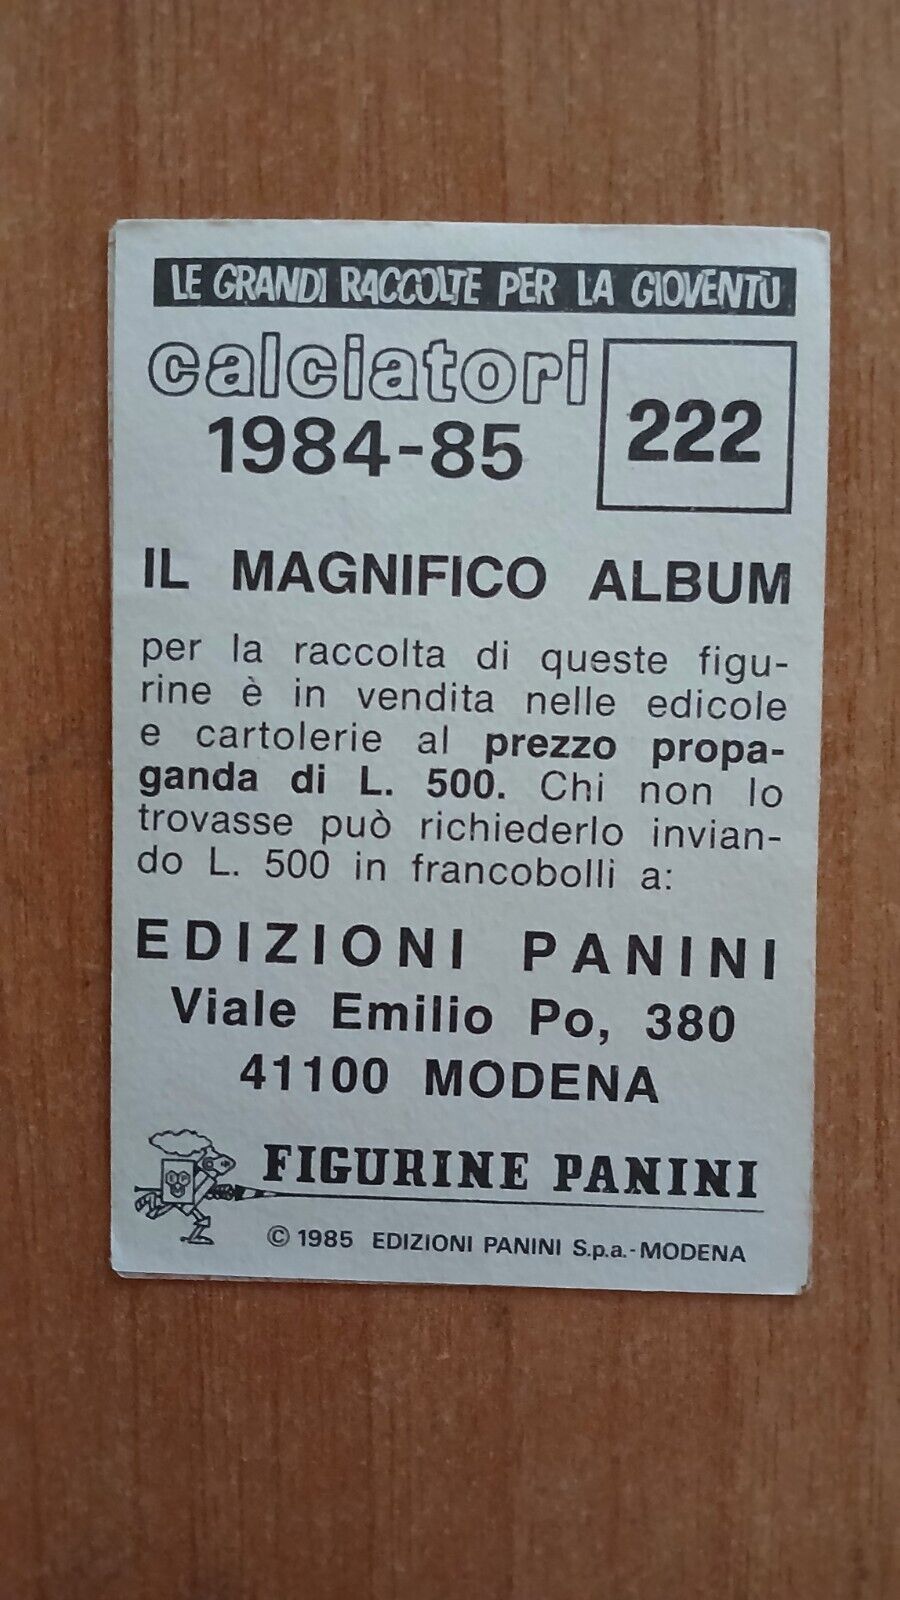 LE GRANDI RACCOLTE PER LA GIOVENTÙ
calciatori
1984-85
222
IL MAGNIFICO ALBUM
per la raccolta di queste figu-
rine è in vendita nelle edicole
e cartolerie al prezzo propa-
ganda di L. 500. Chi non lo
trovasse può richiederlo invian-
do L. 500 in francobolli a:
EDIZIONI PANINI
Viale Emilio Po, 380
41100 MODENA
FIGURINE PANINI
© 1985 EDIZIONI PANINI S.p.a.-MODENA